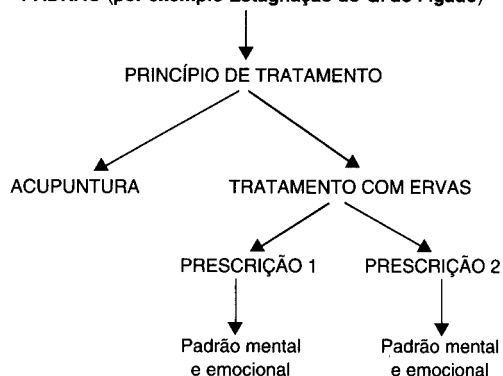 PADRÃO (por exemplo Estagnação do Qi do Fígado)
PRINCÍPIO DE TRATAMENTO
ACUPUNTURA TRATAMENTO COM ERVAS
PRESCRIÇÃO 1 PRESCRIÇÃO 2
Padrão mental Padrão mental
e emocional e emocional